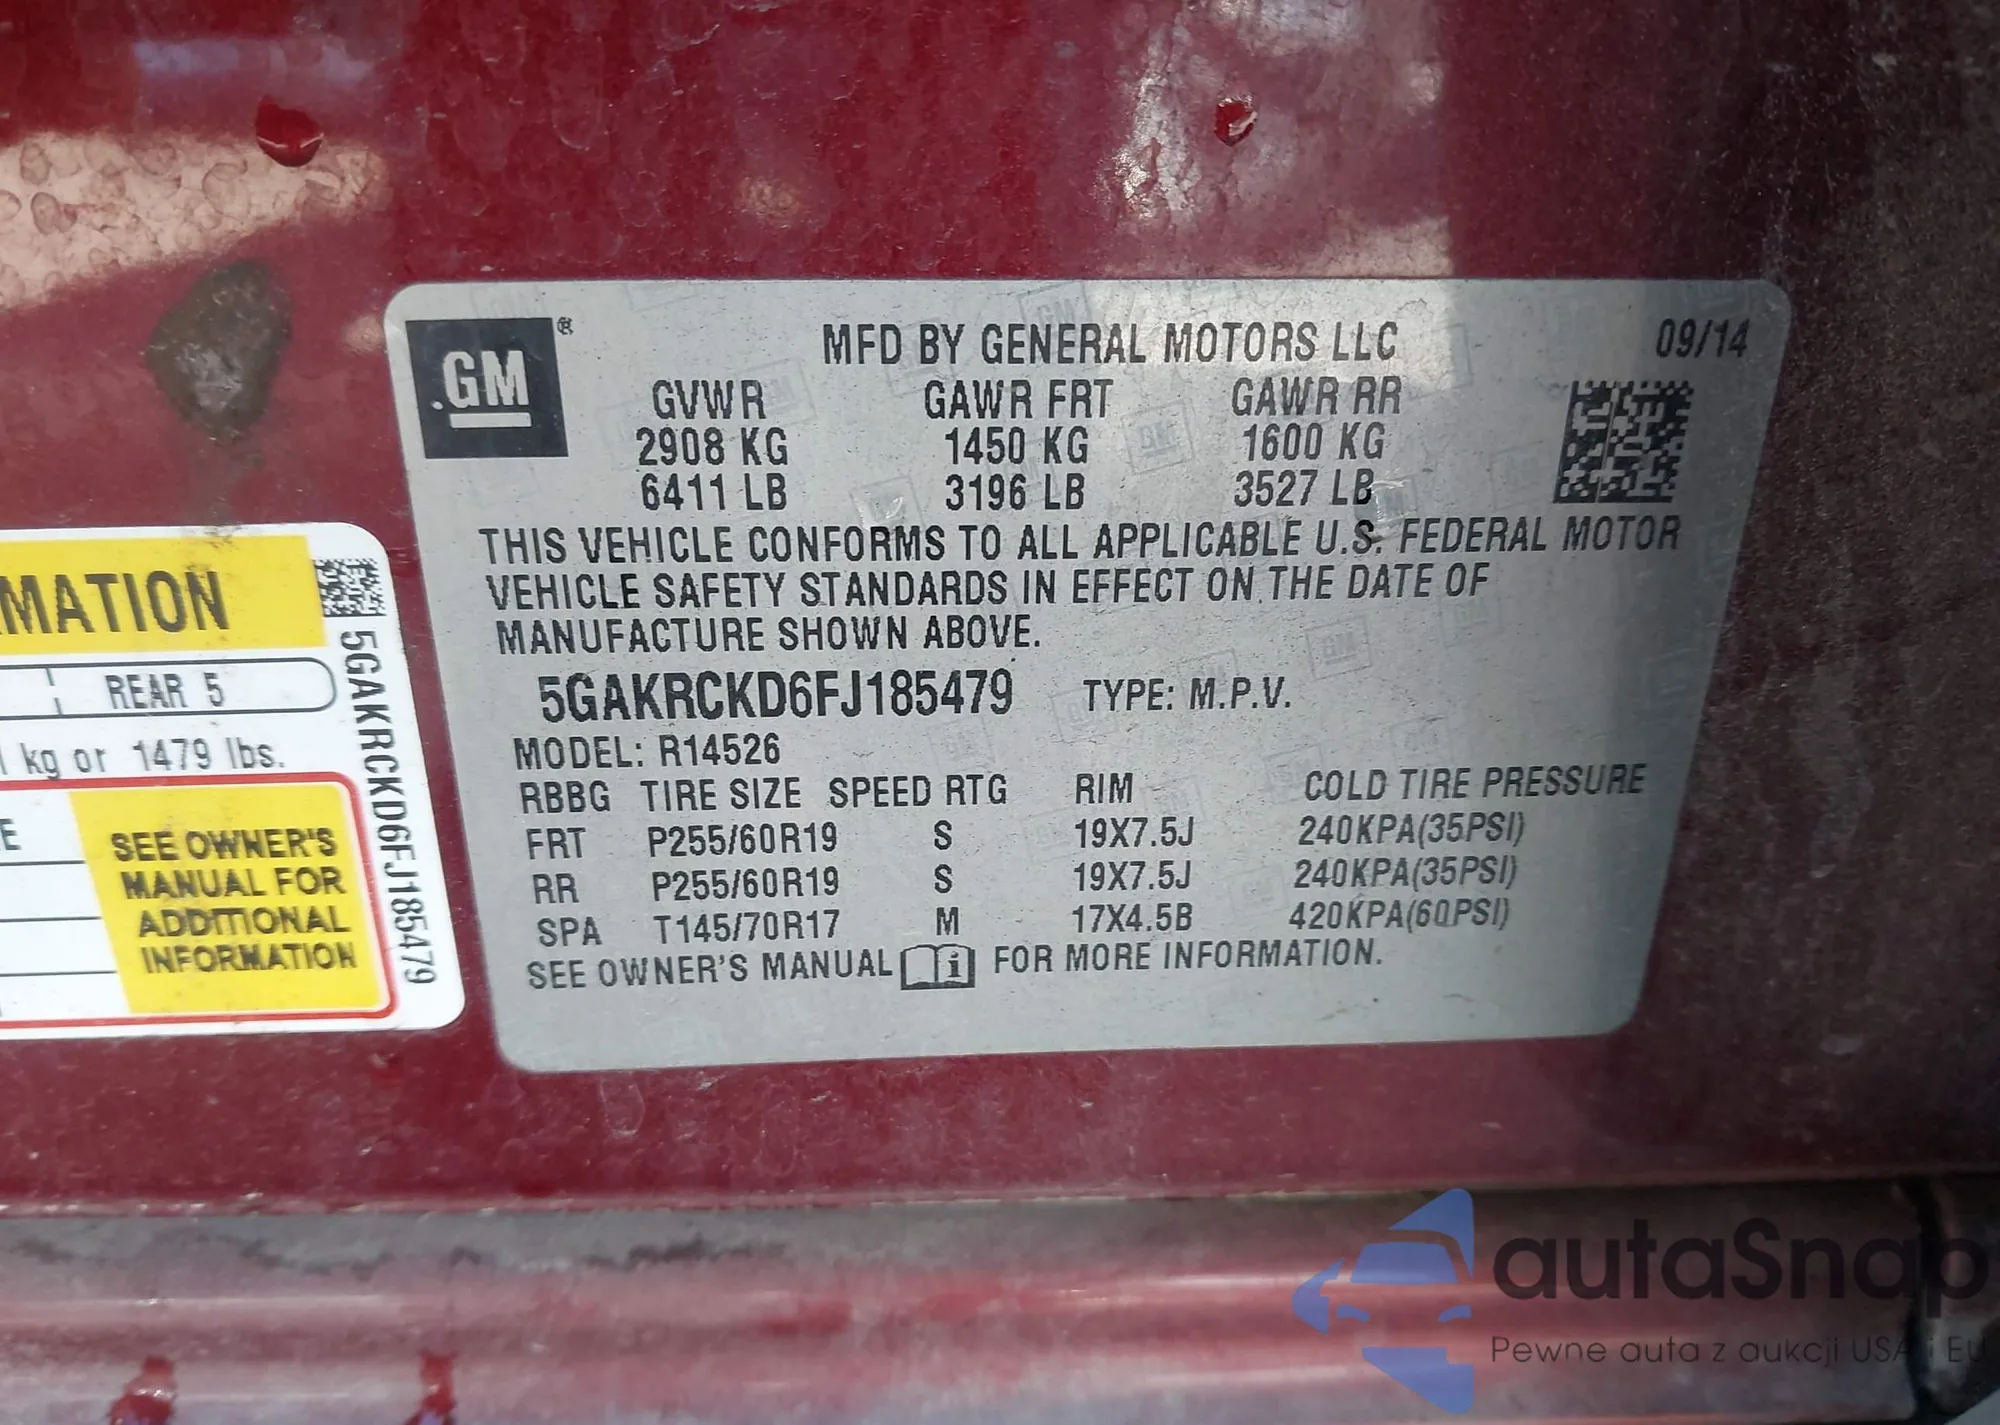 GM
®
MFD BY GENERAL MOTORS LLC 09/14
GVWR GAWR FRT GAWR RR
2908 KG 1450 KG 1600 KG
6411 LB 3196 LB 3527 LB
THIS VEHICLE CONFORMS TO ALL APPLICABLE U.S. FEDERAL MOTOR
VEHICLE SAFETY STANDARDS IN EFFECT ON THE DATE OF
MANUFACTURE SHOWN ABOVE.
5GAKRCKD6FJ185479 TYPE: M.P.V.
MODEL: R14526
RBBG TIRE SIZE SPEED RTG RIM COLD TIRE PRESSURE
FRT P255/60R19 S 19X7.5J 240KPA(35PSI)
RR P255/60R19 S 19X7.5J 240KPA(35PSI)
SPA T145/70R17 M 17X4.5B 420KPA(60PSI)
SEE OWNER'S MANUAL i FOR MORE INFORMATION.
MATION
REAR 5
kg or 1479 lbs.
E
SEE OWNER'S
MANUAL FOR
ADDITIONAL
INFORMATION
5GAKRCKD6FJ185479
autaSnap
Pewne auta z aukcji USA i EU